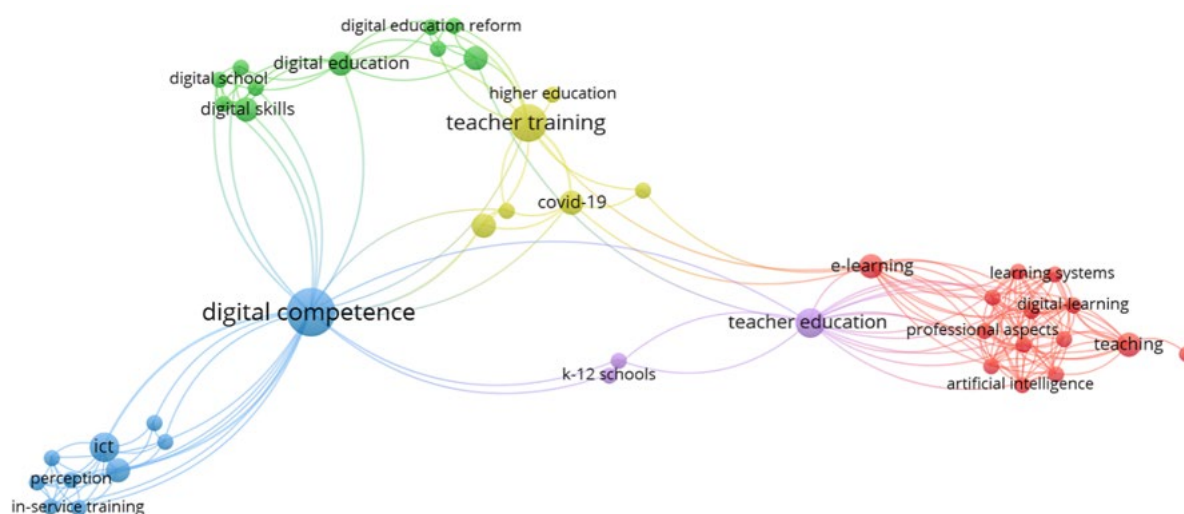 digital education reform
digital education
digital school
digital skills
higher education
teacher training
covid-19
e-learning
learning systems
digital learning
digital competence
teacher education
professional aspects
teaching
k-12 schools
artificial intelligence
ict
perception
in-service training